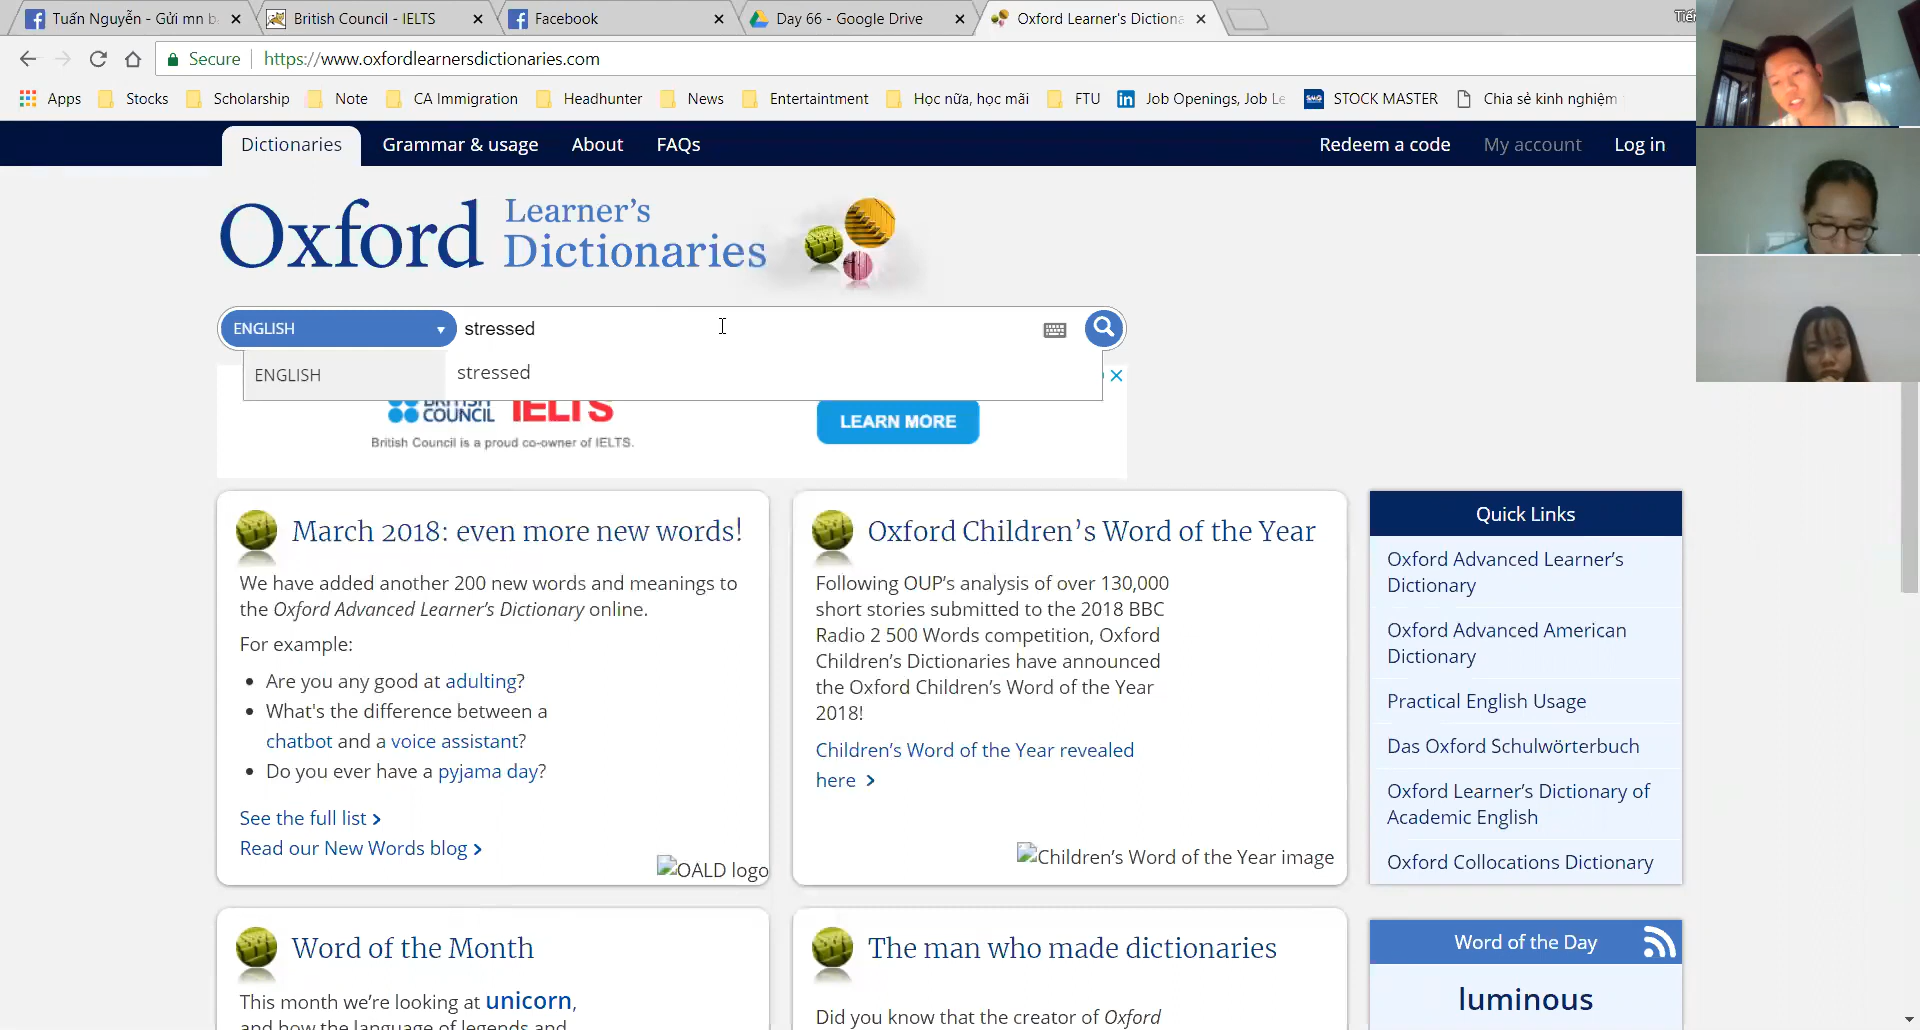 Tuấn Nguyễn - Gửi mn b
British Council - IELTS
Facebook
Day 66 - Google Drive
Oxford Learner's Dictiona
Secure
https://www.oxfordlearnersdictionaries.com
Apps
Stocks
Scholarship
Note
CA Immigration
Headhunter
News
Entertaintment
Học nữa, học mãi
FTU
Job Openings, Job Le
STOCK MASTER
Chia sẻ kinh nghiệm
Dictionaries
Grammar & usage
About
FAQs
Redeem a code
My account
Log in
Oxford Learner's
Dictionaries
ENGLISH
stressed
ENGLISH
stressed
BRITISH
COUNCIL
IELTS
British Council is a proud co-owner of IELTS.
LEARN MORE
March 2018: even more new words!
We have added another 200 new words and meanings to
the Oxford Advanced Learner's Dictionary online.
For example:
• Are you any good at adulting?
• What's the difference between a
chatbot and a voice assistant?
• Do you ever have a pyjama day?
See the full list >
Read our New Words blog >
OALD logo
Oxford Children's Word of the Year
Following OUP's analysis of over 130,000
short stories submitted to the 2018 BBC
Radio 2 500 Words competition, Oxford
Children's Dictionaries have announced
the Oxford Children's Word of the Year
2018!
Children's Word of the Year revealed
here >
Children's Word of the Year image
Quick Links
Oxford Advanced Learner's
Dictionary
Oxford Advanced American
Dictionary
Practical English Usage
Das Oxford Schulwörterbuch
Oxford Learner's Dictionary of
Academic English
Oxford Collocations Dictionary
Word of the Month
This month we're looking at unicorn,
and how the language of legends and
The man who made dictionaries
Did you know that the creator of Oxford
Word of the Day
luminous